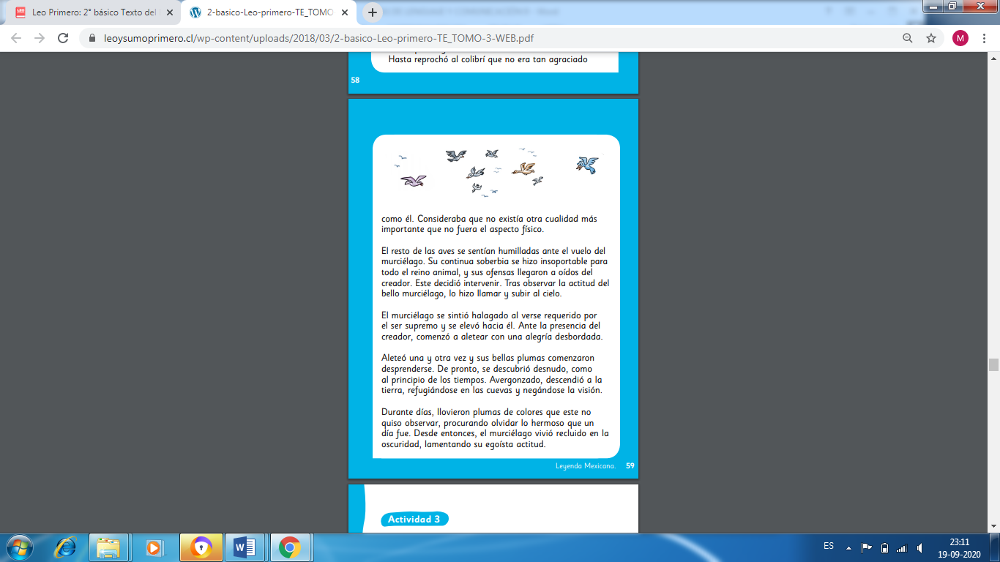 Leo Primero: 2° básico Texto del
2-basico-Leo-primero-TE_TOMO-
leoysumoprimero.cl/wp-content/uploads/2018/03/2-basico-Leo-primero-TE_TOMO-3-WEB.pdf
M
Hasta reprochó al colibrí que no era tan agraciado
58
como él. Consideraba que no existía otra cualidad más
importante que no fuera el aspecto físico.
El resto de las aves se sentían humilladas ante el vuelo del
murciélago. Su continua soberbia se hizo insoportable para
todo el reino animal, y sus ofensas llegaron a oídos del
creador. Este decidió intervenir. Tras observar la actitud del
bello murciélago, lo hizo llamar y subir al cielo.
El murciélago se sintió halagado al verse requerido por
el ser supremo y se elevó hacia él. Ante la presencia del
creador, comenzó a aletear con una alegría desbordada.
Aleteó una y otra vez y sus bellas plumas comenzaron
desprenderse. De pronto, se descubrió desnudo, como
al principio de los tiempos. Avergonzado, descendió a la
tierra, refugiándose en las cuevas y negándose la visión.
Durante días, llovieron plumas de colores que este no
quiso observar, procurando olvidar lo hermoso que un
día fue. Desde entonces, el murciélago vivió recluido en la
oscuridad, lamentando su egoísta actitud.
Leyenda Mexicana. 59
Actividad 3
ES
23:11
19-09-2020